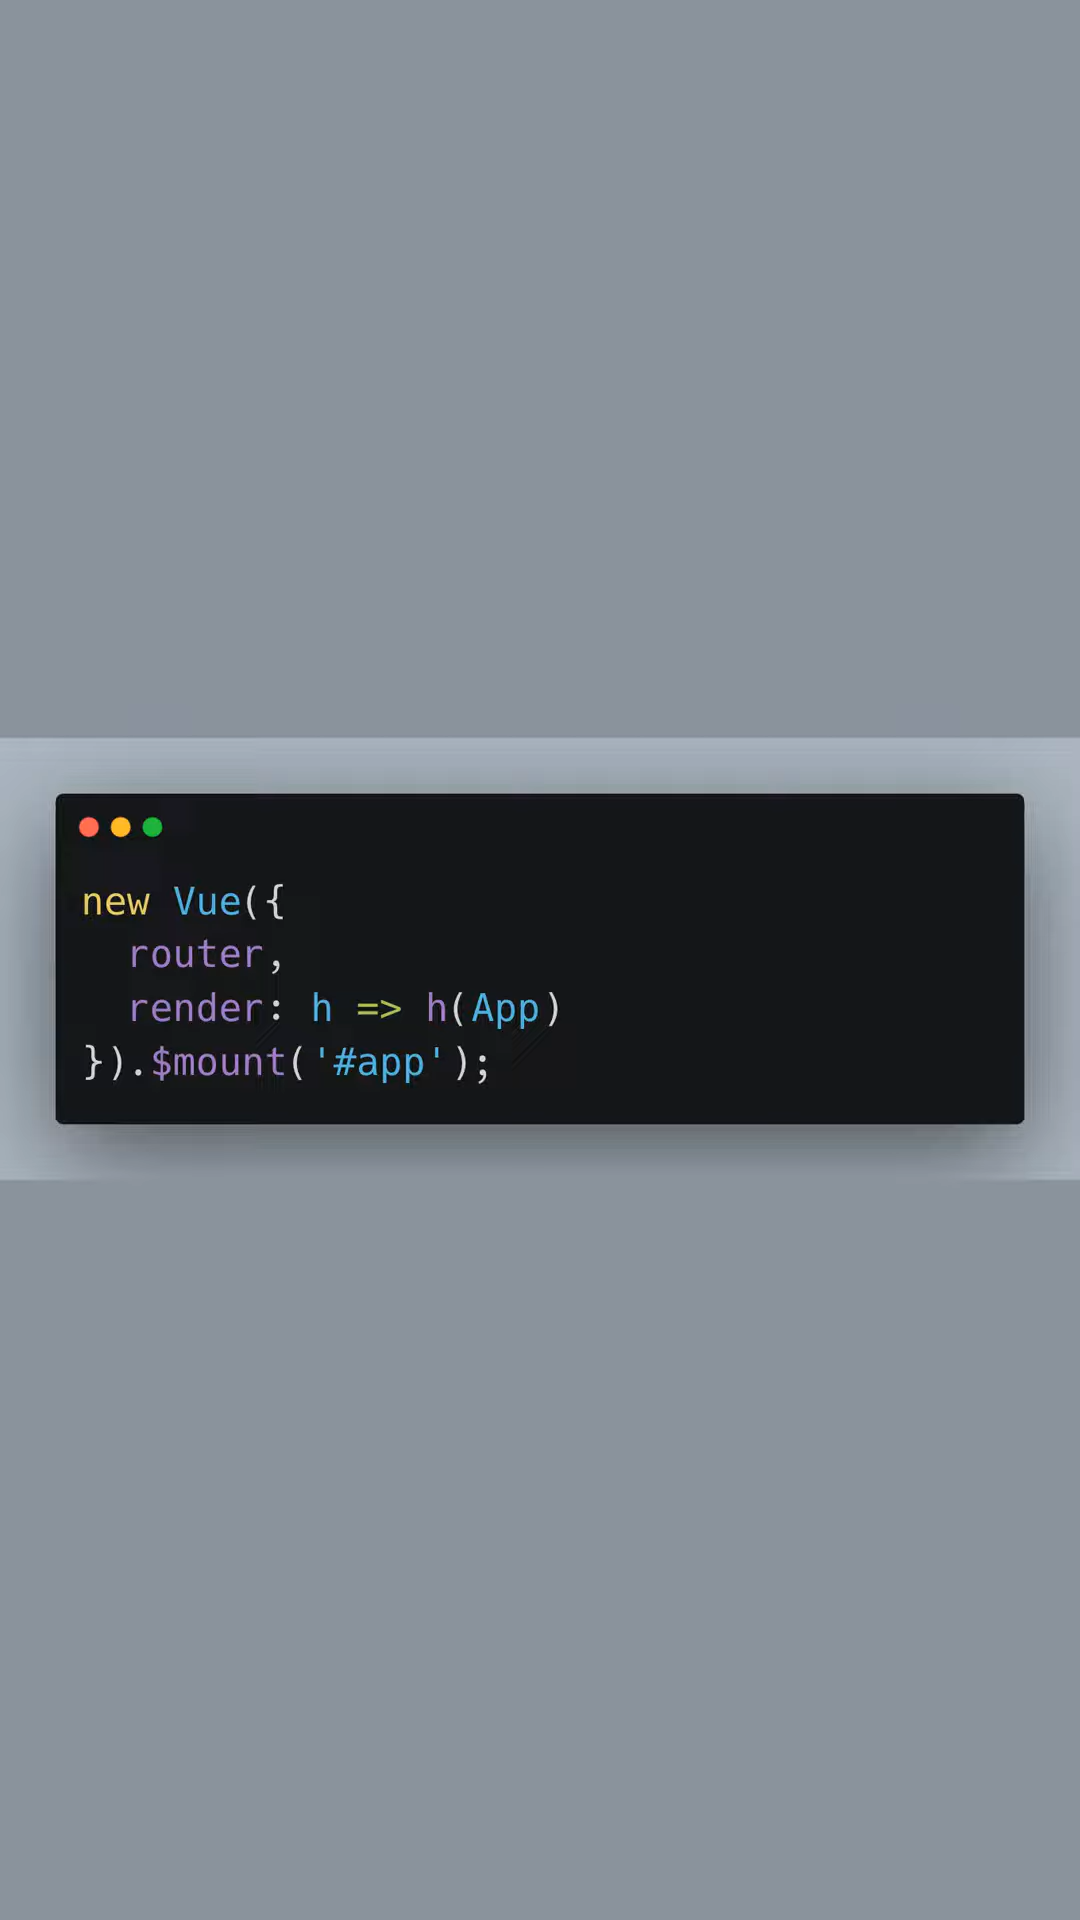 new Vue({
  router,
  render: h => h(App)
}).$mount('#app');